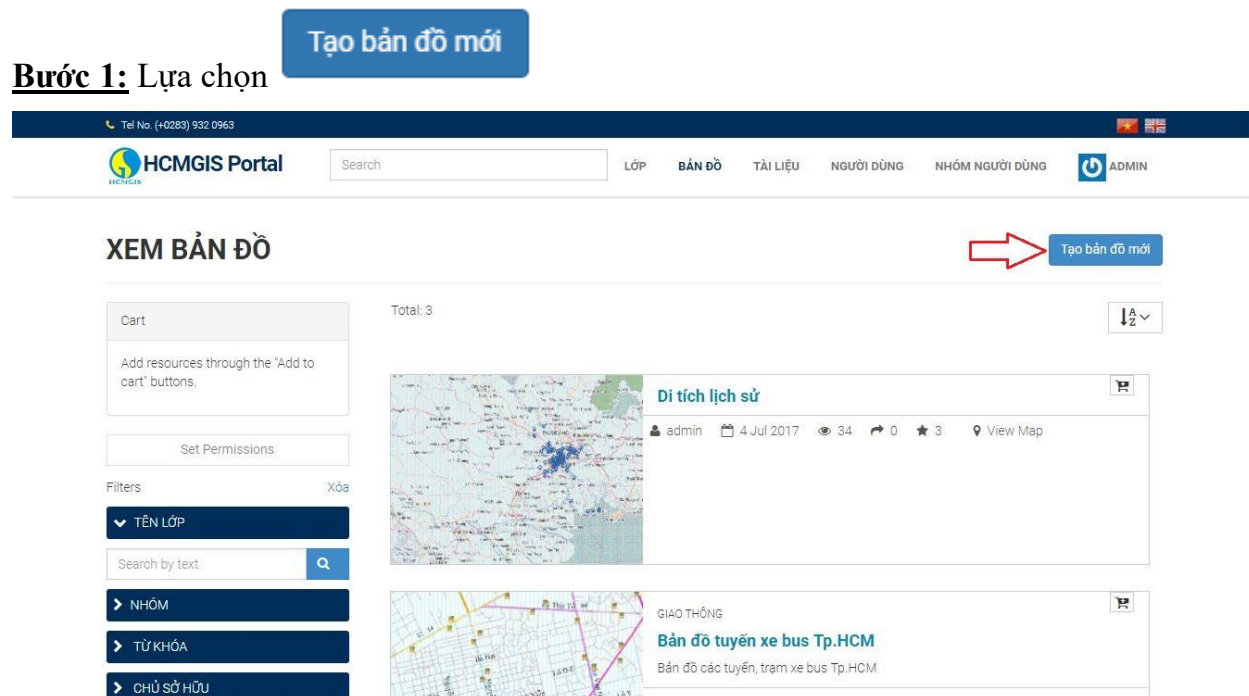 Tạo bản đồ mới
Bước 1: Lựa chọn
Tel No. (+0283) 932 0963
HCMGIS
HCMGIS Portal
Search
LỚP BẢN ĐỒ TÀI LIỆU NGƯỜI DÙNG NHÓM NGƯỜI DÙNG ADMIN
XEM BẢN ĐỒ
Tạo bản đồ mới
Cart
Total: 3
Add resources through the "Add to
cart" buttons.
Set Permissions
Filters Xóa
TÊN LỚP
Search by text
NHÓM
TỪ KHÓA
CHỦ SỞ HỮU
Di tích lịch sử
admin 4 Jul 2017 34 0 3 View Map
GIAO THÔNG
Bản đồ tuyến xe bus Tp.HCM
Bản đồ các tuyến, trạm xe bus Tp.HCM